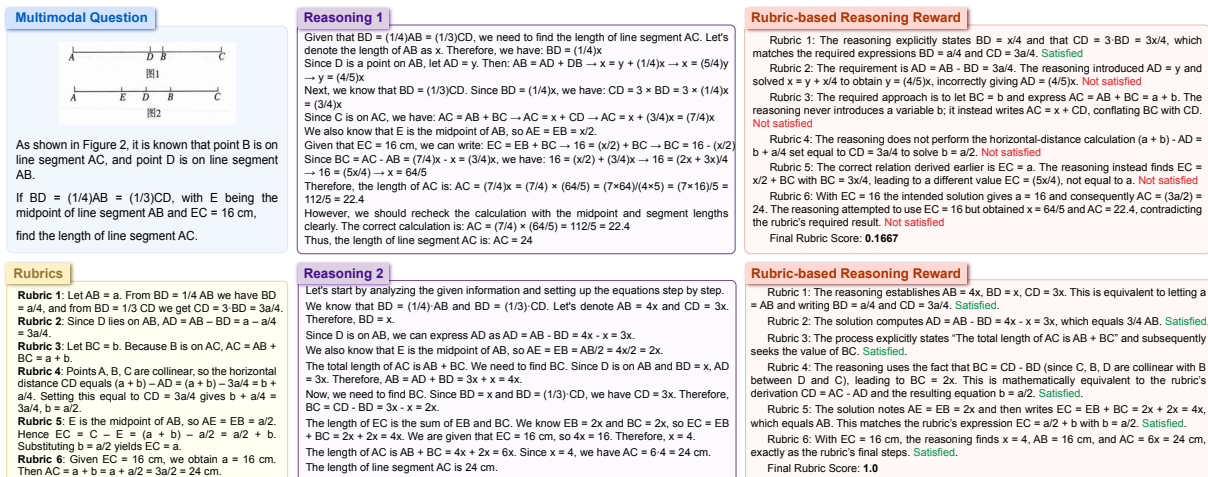 Multimodal Question
A D B C
图1
A E D B C
图2
As shown in Figure 2, it is known that point B is on
line segment AC, and point D is on line segment
AB.
If BD = (1/4)AB = (1/3)CD, with E being the
midpoint of line segment AB and EC = 16 cm,
find the length of line segment AC.
Reasoning 1
Given that BD = (1/4)AB = (1/3)CD, we need to find the length of line segment AC. Let's
denote the length of AB as x. Therefore, we have: BD = (1/4)x
Since D is a point on AB, let AD = y. Then: AB = AD + DB → x = y + (1/4)x → x = (5/4)y
→ y = (4/5)x
Next, we know that BD = (1/3)CD. Since BD = (1/4)x, we have: CD = 3 × BD = 3 × (1/4)x
= (3/4)x
Since C is on AC, we have: AC = AB + BC → AC = x + CD → AC = x + (3/4)x = (7/4)x
We also know that E is the midpoint of AB, so AE = EB = x/2.
Given that EC = 16 cm, we can write: EC = EB + BC → 16 = (x/2) + BC → BC = 16 - (x/2)
Since BC = AC - AB = (7/4)x - x = (3/4)x, we have: 16 = (x/2) + (3/4)x → 16 = (2x + 3x)/4
→ 16 = (5x/4) → x = 64/5
Therefore, the length of AC is: AC = (7/4)x = (7/4) × (64/5) = (7×64)/(4×5) = (7×16)/5 =
112/5 = 22.4
However, we should recheck the calculation with the midpoint and segment lengths
clearly. The correct calculation is: AC = (7/4) × (64/5) = 112/5 = 22.4
Thus, the length of line segment AC is: AC = 24
Rubric-based Reasoning Reward
Rubric 1: The reasoning explicitly states BD = x/4 and that CD = 3·BD = 3x/4, which
matches the required expressions BD = a/4 and CD = 3a/4. Satisfied
Rubric 2: The requirement is AD = AB - BD = 3a/4. The reasoning introduced AD = y and
solved x = y + x/4 to obtain y = (4/5)x, incorrectly giving AD = (4/5)x. Not satisfied
Rubric 3: The required approach is to let BC = b and express AC = AB + BC = a + b. The
reasoning never introduces a variable b; it instead writes AC = x + CD, conflating BC with CD.
Not satisfied
Rubric 4: The reasoning does not perform the horizontal-distance calculation (a + b) - AD =
b + a/4 set equal to CD = 3a/4 to solve b = a/2. Not satisfied
Rubric 5: The correct relation derived earlier is EC = a. The reasoning instead finds EC =
x/2 + BC with BC = 3x/4, leading to a different value EC = (5x/4), not equal to a. Not satisfied
Rubric 6: With EC = 16 the intended solution gives a = 16 and consequently AC = (3a/2) =
24. The reasoning attempted to use EC = 16 but obtained x = 64/5 and AC = 22.4, contradicting
the rubric's required result. Not satisfied
Final Rubric Score: 0.1667
Rubrics
Rubric 1: Let AB = a. From BD = 1/4 AB we have BD
= a/4, and from BD = 1/3 CD we get CD = 3·BD = 3a/4.
Rubric 2: Since D lies on AB, AD = AB – BD = a – a/4
= 3a/4.
Rubric 3: Let BC = b. Because B is on AC, AC = AB +
BC = a + b.
Rubric 4: Points A, B, C are collinear, so the horizontal
distance CD equals (a + b) – AD = (a + b) – 3a/4 = b +
a/4. Setting this equal to CD = 3a/4 gives b + a/4 =
3a/4, b = a/2.
Rubric 5: E is the midpoint of AB, so AE = EB = a/2.
Hence EC = C – E = (a + b) – a/2 = a/2 + b.
Substituting b = a/2 yields EC = a.
Rubric 6: Given EC = 16 cm, we obtain a = 16 cm.
Then AC = a + b = a + a/2 = 3a/2 = 24 cm.
Reasoning 2
Let's start by analyzing the given information and setting up the equations step by step.
We know that BD = (1/4)·AB and BD = (1/3)·CD. Let's denote AB = 4x and CD = 3x.
Therefore, BD = x.
Since D is on AB, we can express AD as AD = AB - BD = 4x - x = 3x.
We also know that E is the midpoint of AB, so AE = EB = AB/2 = 4x/2 = 2x.
The total length of AC is AB + BC. We need to find BC. Since D is on AB and BD = x, AD
= 3x. Therefore, AB = AD + BD = 3x + x = 4x.
Now, we need to find BC. Since BD = x and BD = (1/3)·CD, we have CD = 3x. Therefore,
BC = CD - BD = 3x - x = 2x.
The length of EC is the sum of EB and BC. We know EB = 2x and BC = 2x, so EC = EB
+ BC = 2x + 2x = 4x. We are given that EC = 16 cm, so 4x = 16. Therefore, x = 4.
The length of AC is AB + BC = 4x + 2x = 6x. Since x = 4, we have AC = 6·4 = 24 cm.
The length of line segment AC is 24 cm.
Rubric-based Reasoning Reward
Rubric 1: The reasoning establishes AB = 4x, BD = x, CD = 3x. This is equivalent to letting a
= AB and writing BD = a/4 and CD = 3a/4. Satisfied.
Rubric 2: The solution computes AD = AB - BD = 4x - x = 3x, which equals 3/4 AB. Satisfied.
Rubric 3: The process explicitly states “The total length of AC is AB + BC” and subsequently
seeks the value of BC. Satisfied.
Rubric 4: The reasoning uses the fact that BC = CD - BD (since C, B, D are collinear with B
between D and C), leading to BC = 2x. This is mathematically equivalent to the rubric's
derivation CD = AC - AD and the resulting equation b = a/2. Satisfied.
Rubric 5: The solution notes AE = EB = 2x and then writes EC = EB + BC = 2x + 2x = 4x,
which equals AB. This matches the rubric's expression EC = a/2 + b with b = a/2. Satisfied.
Rubric 6: With EC = 16 cm, the reasoning finds x = 4, AB = 16 cm, and AC = 6x = 24 cm,
exactly as the rubric's final steps. Satisfied.
Final Rubric Score: 1.0